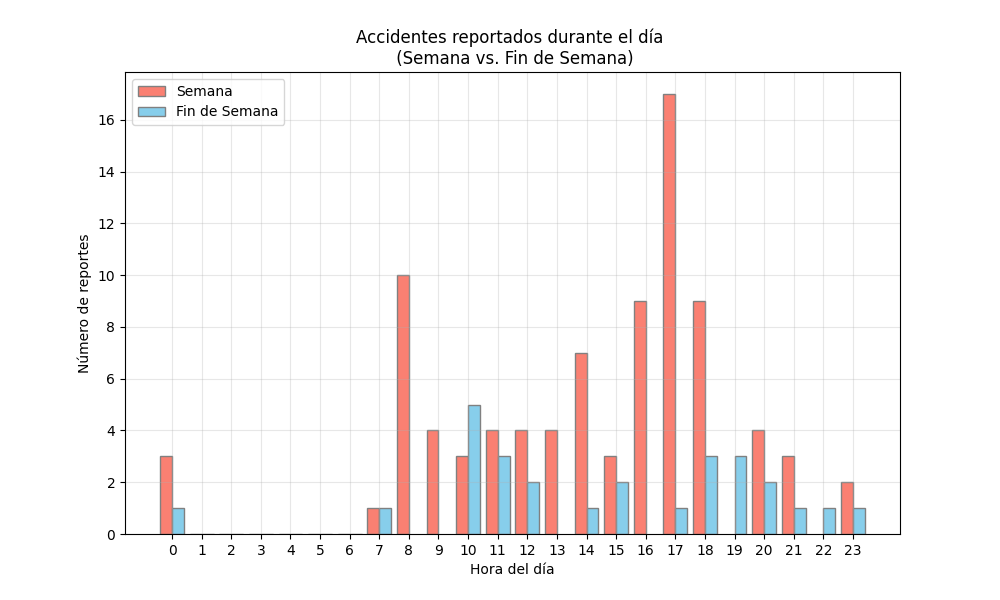 Accidentes reportados durante el día
(Semana vs. Fin de Semana)
Semana
Fin de Semana
Número de reportes
16
14
12
10
8
6
4
2
0
0 1 2 3 4 5 6 7 8 9 10 11 12 13 14 15 16 17 18 19 20 21 22 23
Hora del día